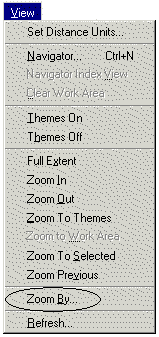 View
Set Distance Units...
Navigator... Ctrl+N
Navigator Index View
Clear Work Area
Themes On
Themes Off
Full Extent
Zoom In
Zoom Out
Zoom To Themes
Zoom to Work Area
Zoom To Selected
Zoom Previous
Zoom By...
Refresh...